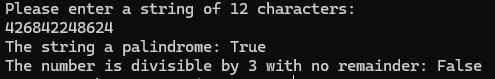 Please enter a string of 12 characters:
426842248624
The string a palindrome: True
The number is divisible by 3 with no remainder: False